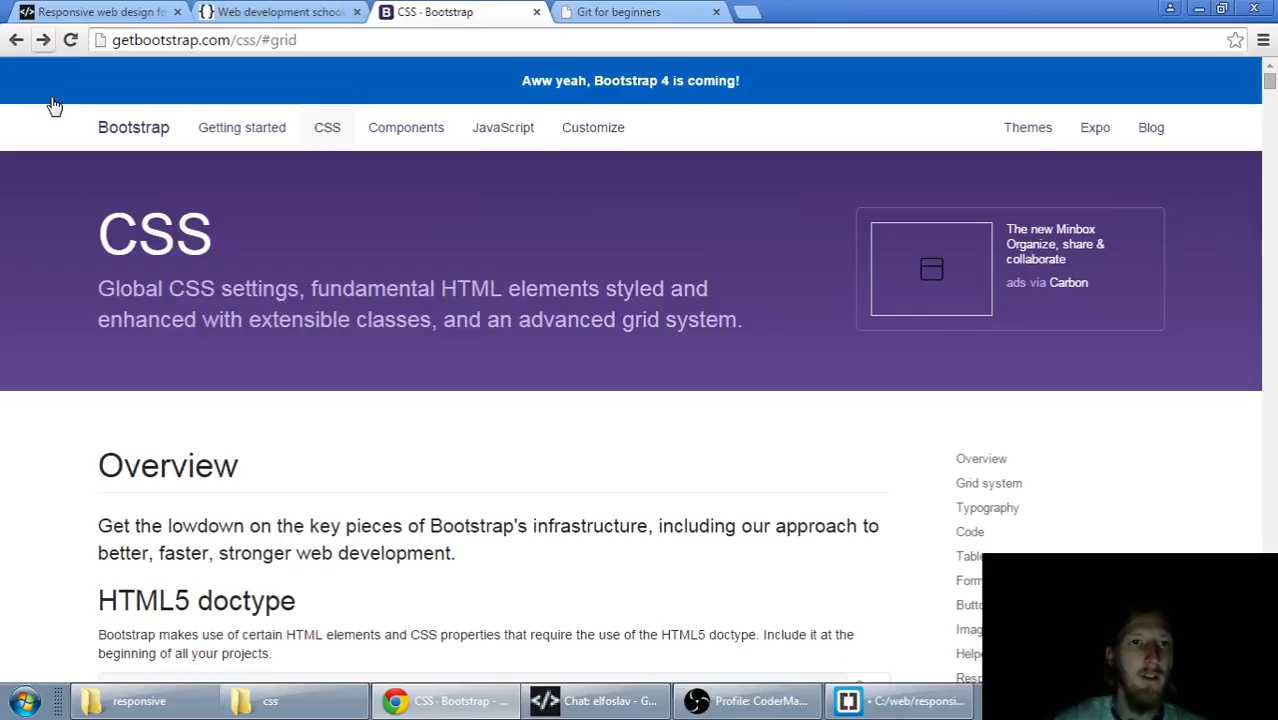 Responsive web design fo
Web development schoo
CSS - Bootstrap
Git for beginners
getbootstrap.com/css/#grid
Aww yeah, Bootstrap 4 is coming!
Bootstrap
Getting started
CSS
Components
JavaScript
Customize
Themes
Expo
Blog
CSS
Global CSS settings, fundamental HTML elements styled and
enhanced with extensible classes, and an advanced grid system.
The new Minbox
Organize, share &
collaborate
ads via Carbon
Overview
Get the lowdown on the key pieces of Bootstrap's infrastructure, including our approach to
better, faster, stronger web development.
HTML5 doctype
Bootstrap makes use of certain HTML elements and CSS properties that require the use of the HTML5 doctype. Include it at the
beginning of all your projects.
Overview
Grid system
Typography
Code
Table
Form
Butto
Imag
Helpe
Resp
responsive
css
CSS - Bootstrap - ...
Chat: elfoslav - G...
Profile: CoderMa...
• C:/web/responsi...